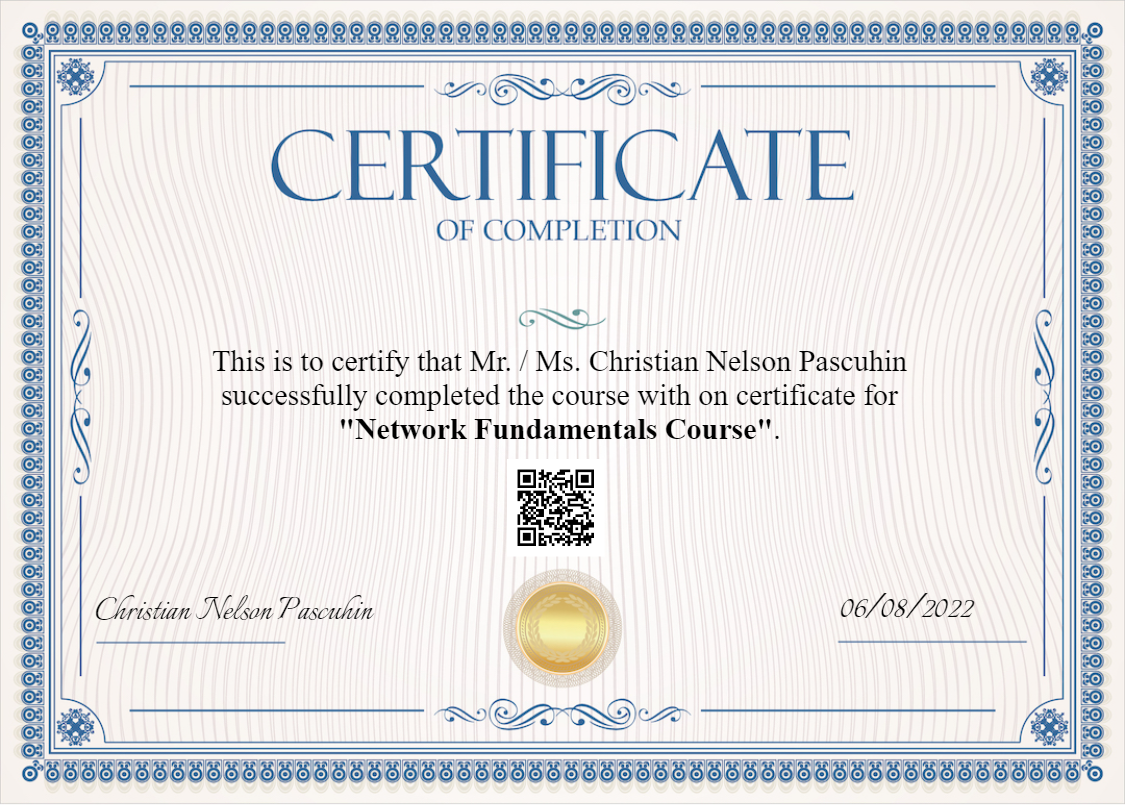 CERTIFICATE
OF COMPLETION
This is to certify that Mr. / Ms. Christian Nelson Pascuhin
successfully completed the course with on certificate for
"Network Fundamentals Course".
Christian Nelson Pascuhin
06/08/2022